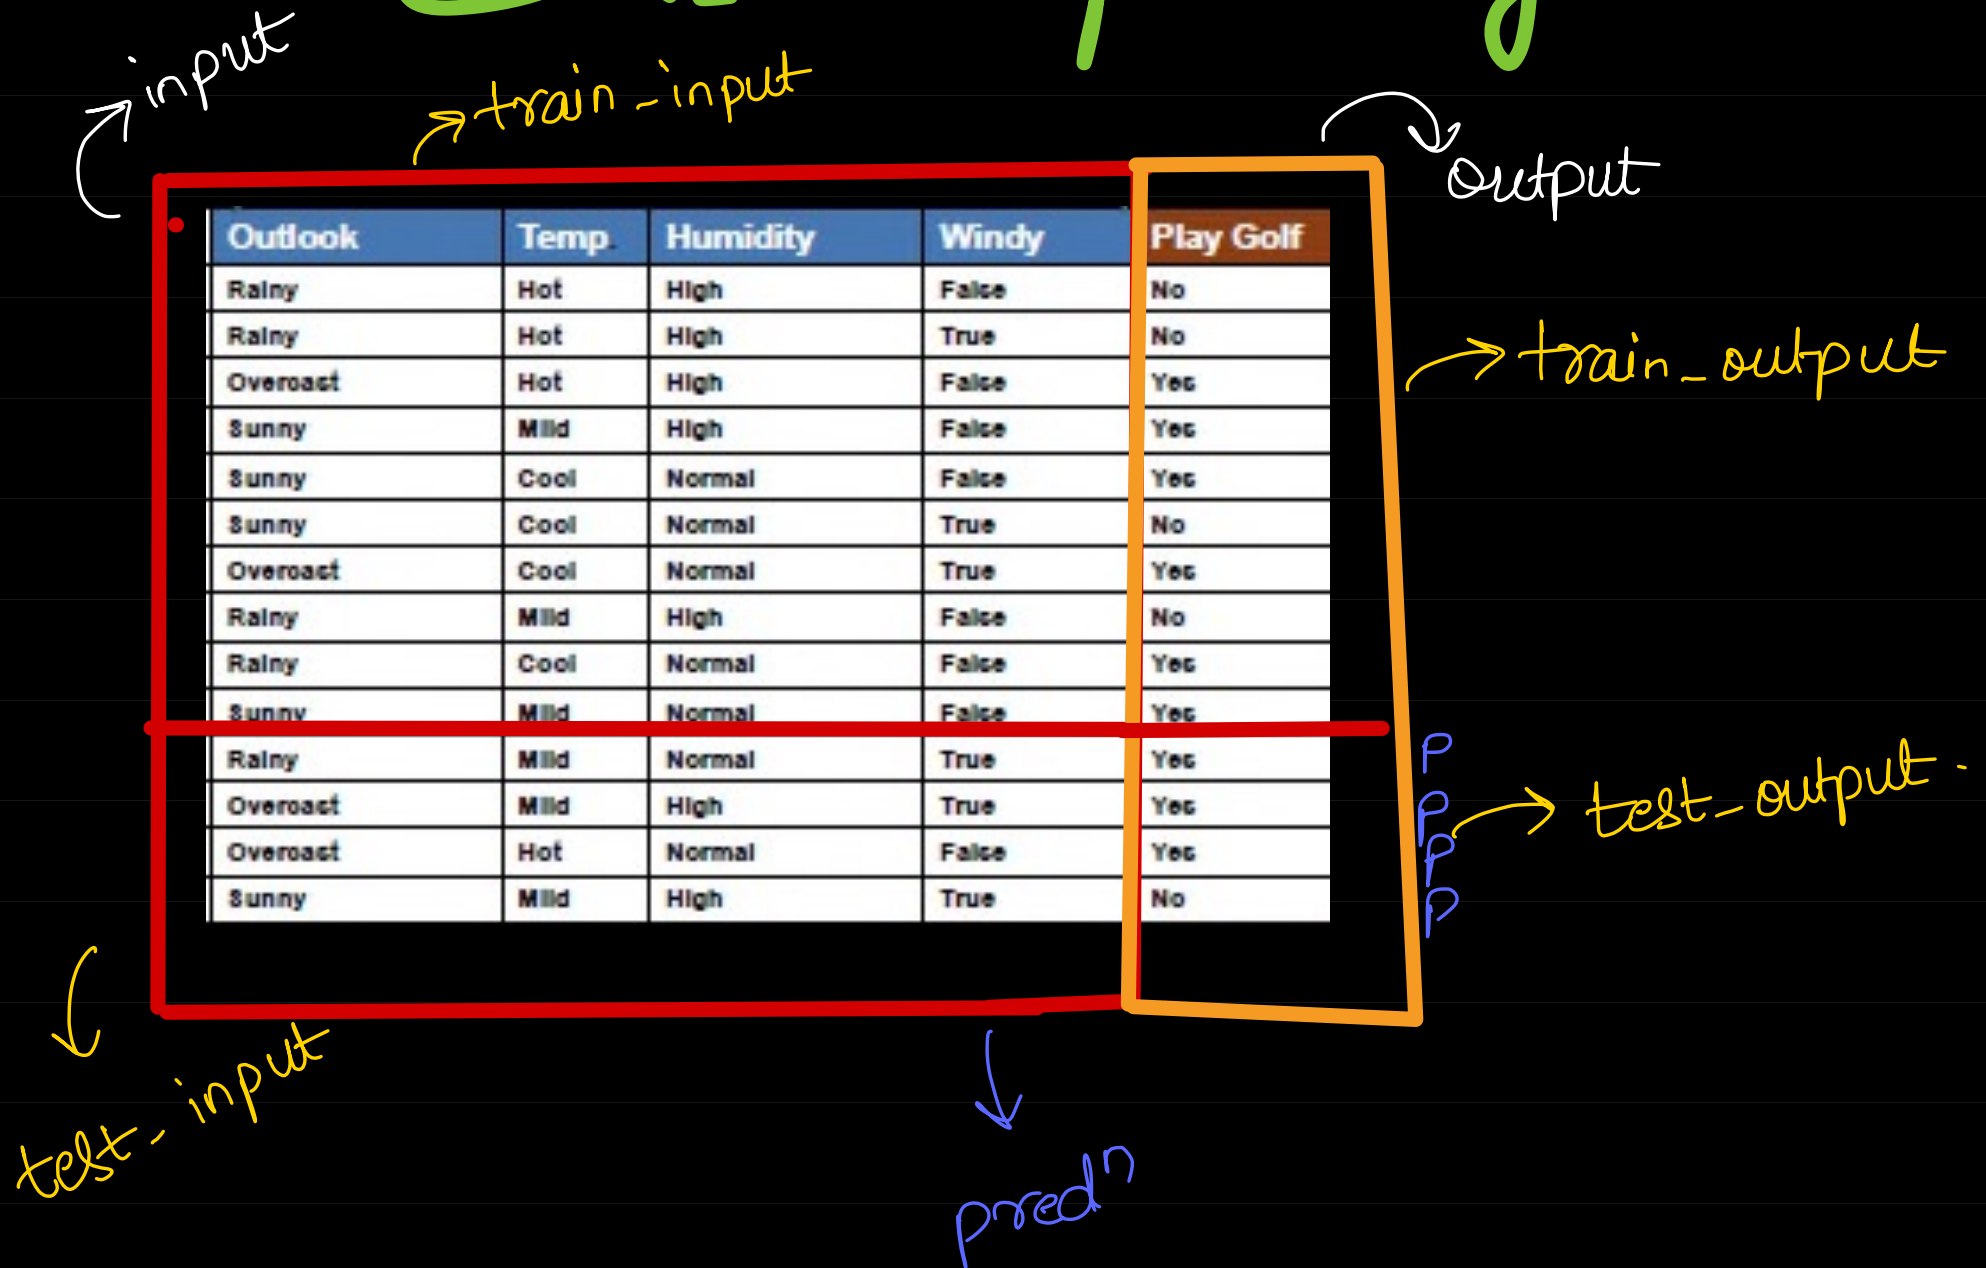 input
train_input
output
Outlook Temp. Humidity Windy Play Golf
Rainy Hot High False No
Rainy Hot High True No
Overcast Hot High False Yes
Sunny Mild High False Yes
Sunny Cool Normal False Yes
Sunny Cool Normal True No
Overcast Cool Normal True Yes
Rainy Mild High False No
Rainy Cool Normal False Yes
Sunny Mild Normal False Yes
Rainy Mild Normal True Yes
Overcast Mild High True Yes
Overcast Hot Normal False Yes
Sunny Mild High True No
train_output
P
P
P
P
test_output.
test_input
predⁿ